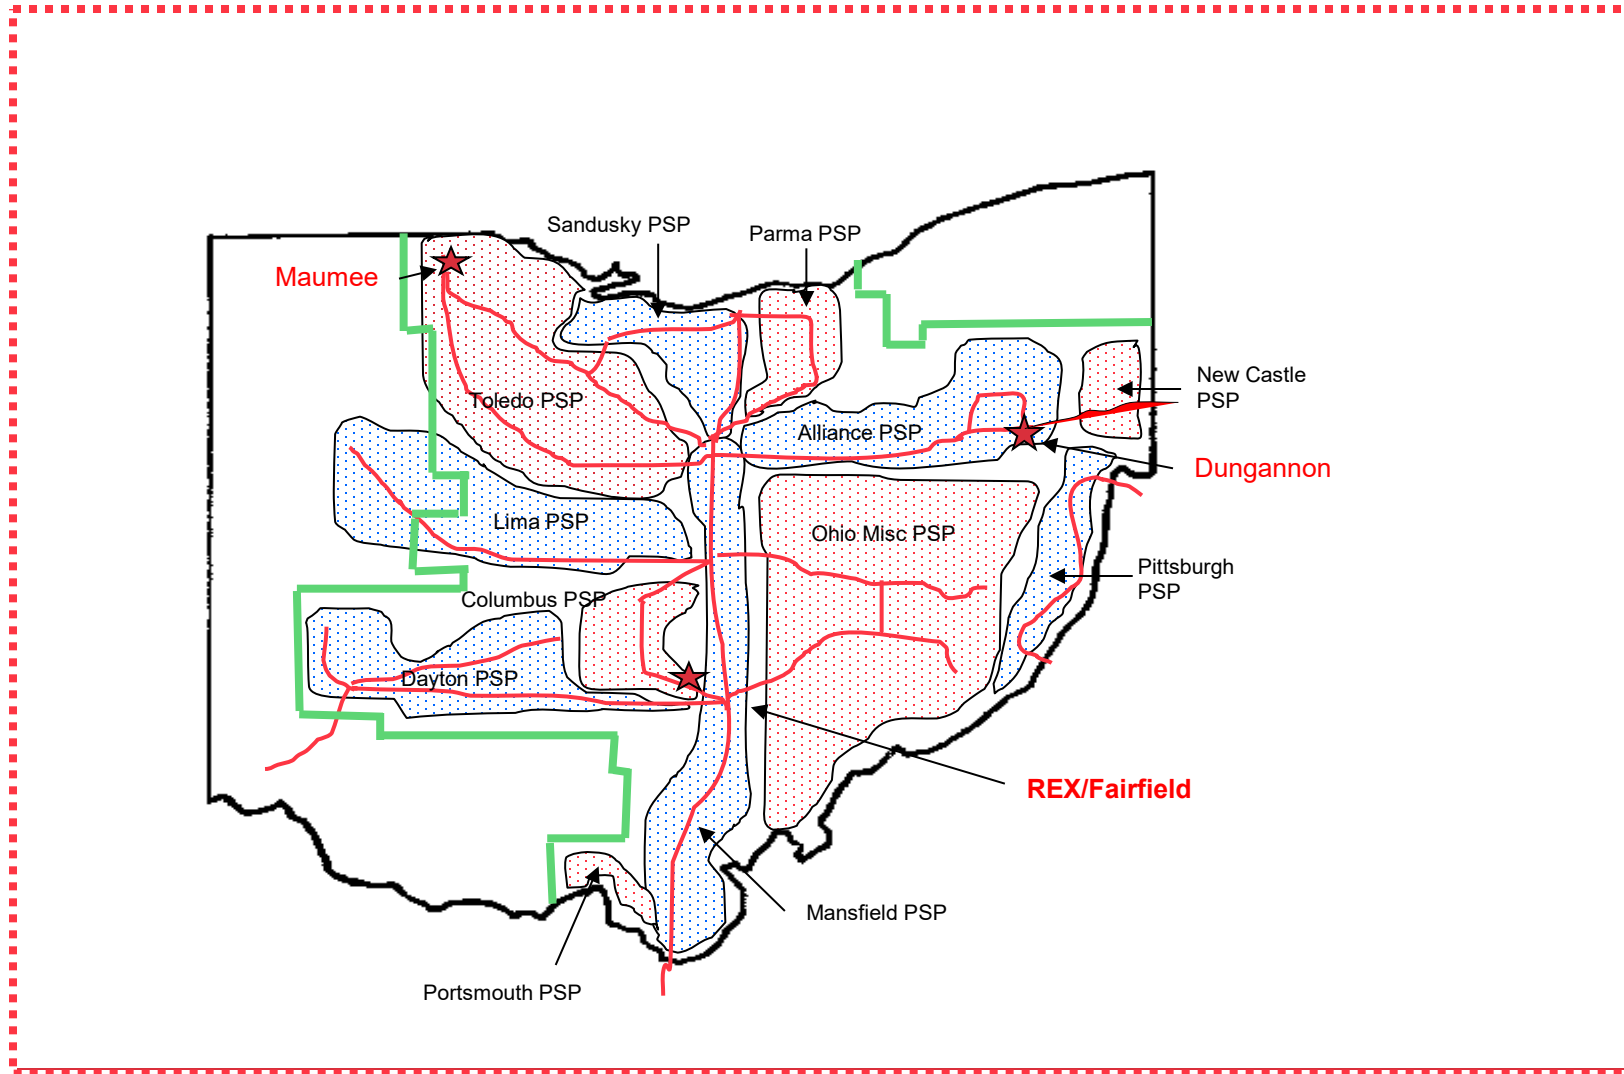 Sandusky PSP
Parma PSP
Maumee
New Castle
PSP
Toledo PSP
Alliance PSP
Dungannon
Lima PSP
Ohio Misc PSP
Pittsburgh
PSP
Columbus PSP
Dayton PSP
REX/Fairfield
Mansfield PSP
Portsmouth PSP